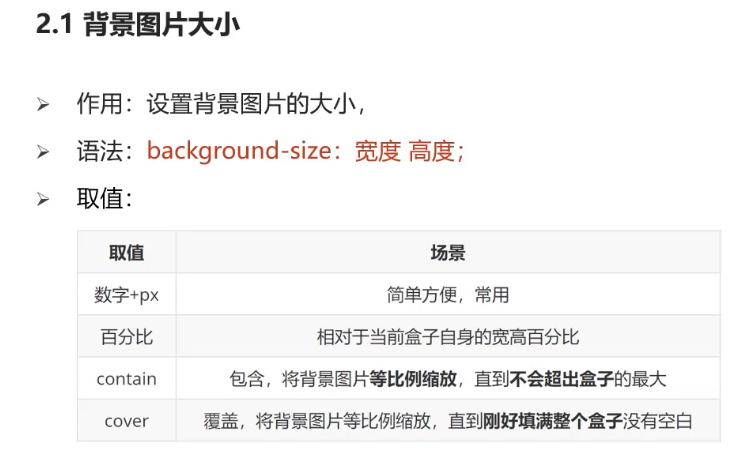 2.1 背景图片大小
作用：设置背景图片的大小，
语法：background-size：宽度 高度；
取值：
取值 场景
数字+px 简单方便，常用
百分比 相对于当前盒子自身的宽高百分比
contain 包含，将背景图片等比例缩放，直到不会超出盒子的最大
cover 覆盖，将背景图片等比例缩放，直到刚好填满整个盒子没有空白